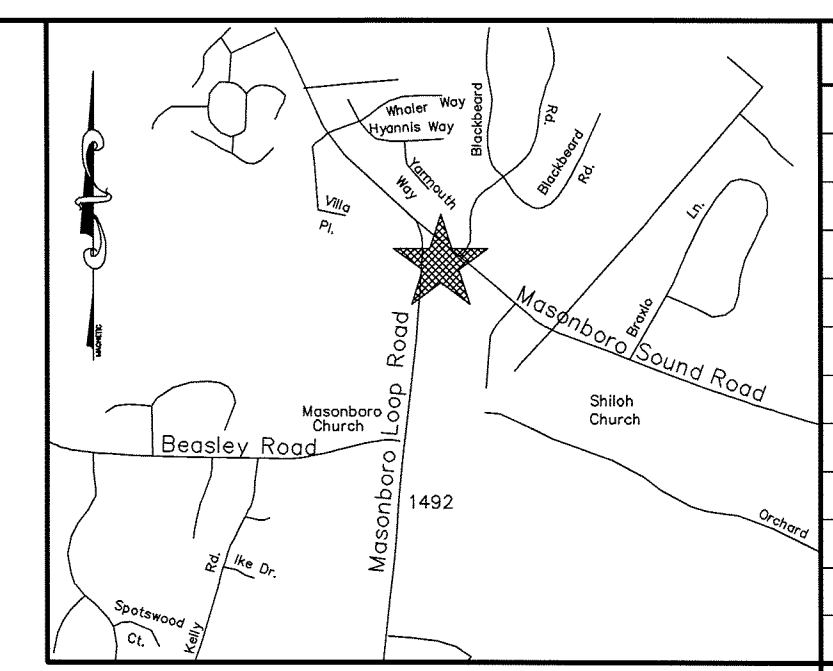 Whaler Way
Hyannis Way
Yarmouth
Way
Villa
Pl.
Blackbeard
Rd.
Blackbeard
Rd.
Ln.
Braxlo
Masonboro Sound Road
MAGNETIC
Masonboro Loop Road
1492
Masonboro
Church
Shiloh
Church
Beasley Road
Orchard
Rd.
Kelly
Ike Dr.
Spotswood
Ct.